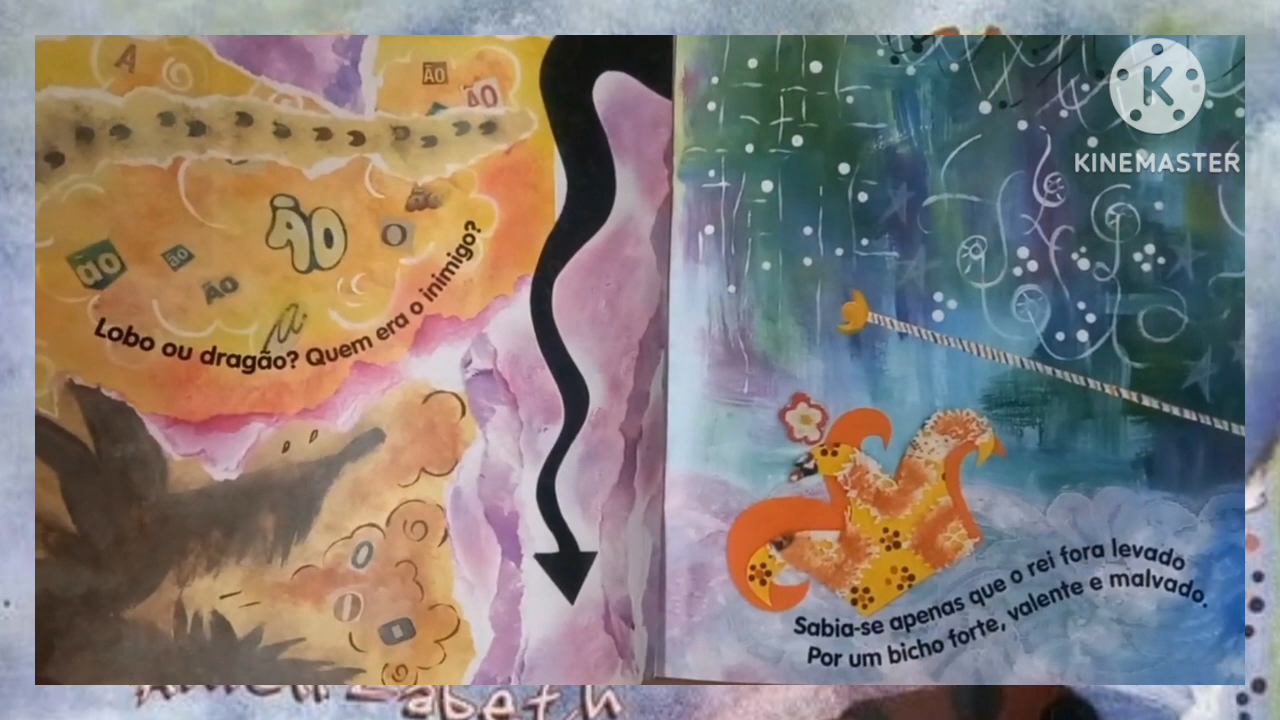 A
ÃO
ÃO
ão
ÃO
O
ão
ão
ÃO
Lobo ou dragão? Quem era o inimigo?
K
KINEMASTER
Sabia-se apenas que o rei fora levado
Por um bicho forte, valente e malvado.